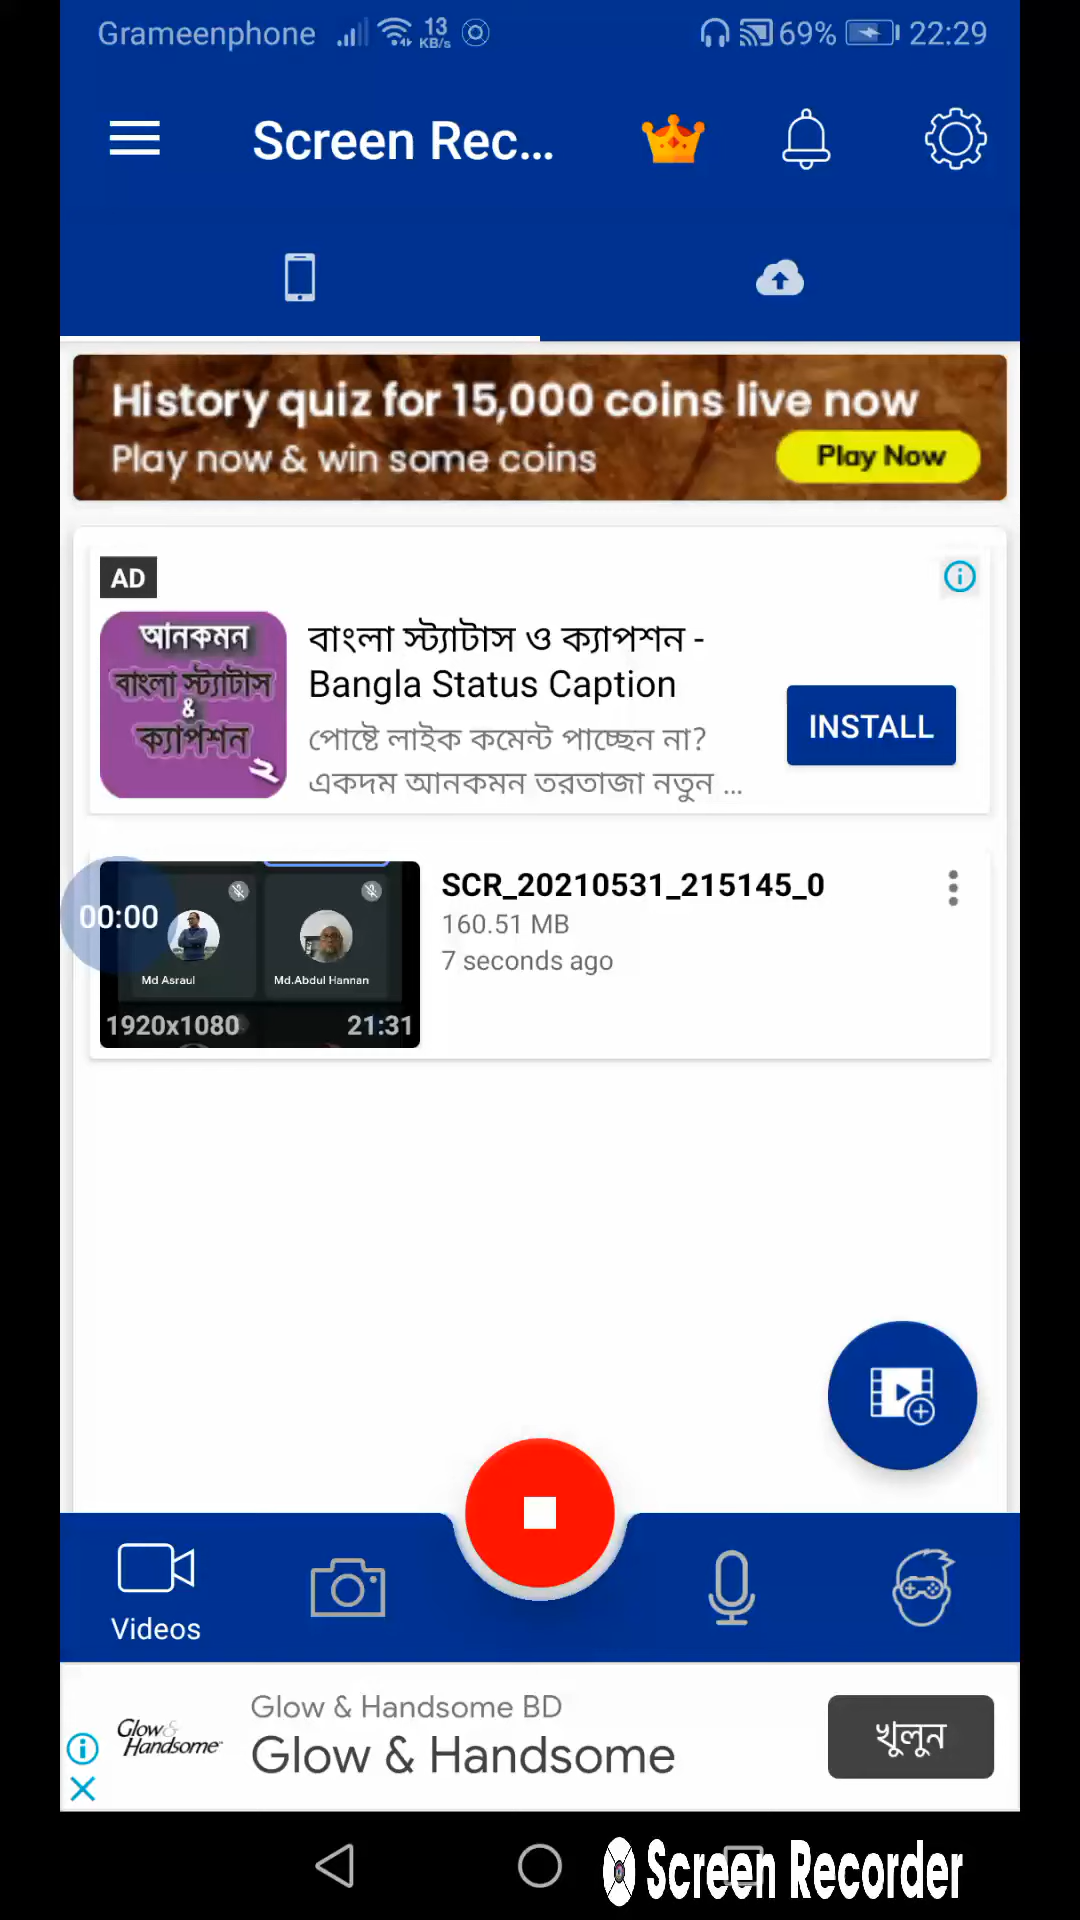 Grameenphone 13 KB/s 69% 22:29
Screen Rec...
History quiz for 15,000 coins live now
Play now & win some coins
Play Now
AD
আনকমন
বাংলা স্ট্যাটাস
&
ক্যাপশন
২
বাংলা স্ট্যাটাস ও ক্যাপশন -
Bangla Status Caption
পোষ্টে লাইক কমেন্ট পাচ্ছেন না?
একদম আনকমন তরতাজা নতুন ...
INSTALL
00:00
Md Asraul
Md.Abdul Hannan
1920x1080
21:31
SCR_20210531_215145_0
160.51 MB
7 seconds ago
Videos
Glow & Handsome
Glow & Handsome BD
Glow & Handsome
খুলুন
Screen Recorder